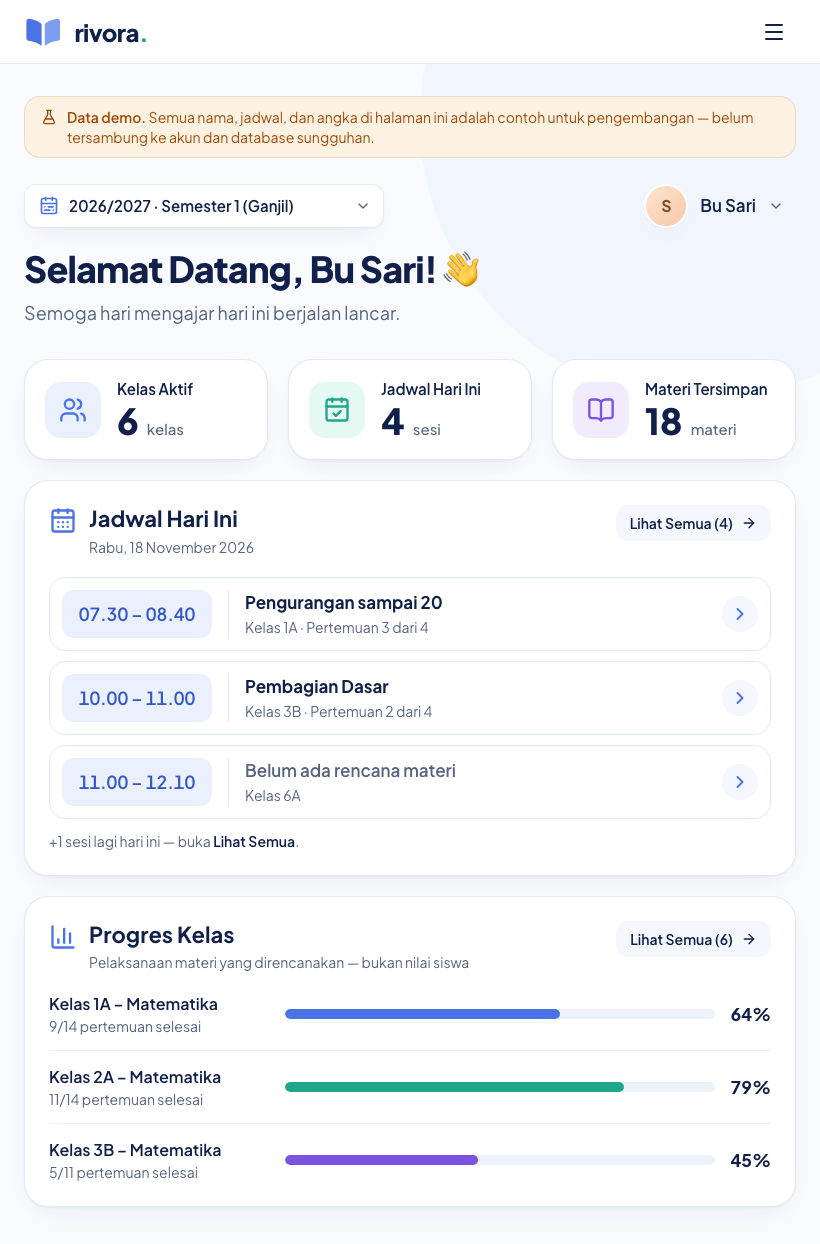 rivora.
Data demo. Semua nama, jadwal, dan angka di halaman ini adalah contoh untuk pengembangan — belum
tersambung ke akun dan database sungguhan.
2026/2027 · Semester 1 (Ganjil)
S
Bu Sari
Selamat Datang, Bu Sari! 👋
Semoga hari mengajar hari ini berjalan lancar.
Kelas Aktif
6 kelas
Jadwal Hari Ini
4 sesi
Materi Tersimpan
18 materi
Jadwal Hari Ini
Lihat Semua (4)
Rabu, 18 November 2026
07.30 – 08.40
Pengurangan sampai 20
Kelas 1A · Pertemuan 3 dari 4
10.00 – 11.00
Pembagian Dasar
Kelas 3B · Pertemuan 2 dari 4
11.00 – 12.10
Belum ada rencana materi
Kelas 6A
+1 sesi lagi hari ini — buka Lihat Semua.
Progres Kelas
Lihat Semua (6)
Pelaksanaan materi yang direncanakan — bukan nilai siswa
Kelas 1A – Matematika
9/14 pertemuan selesai
64%
Kelas 2A – Matematika
11/14 pertemuan selesai
79%
Kelas 3B – Matematika
5/11 pertemuan selesai
45%